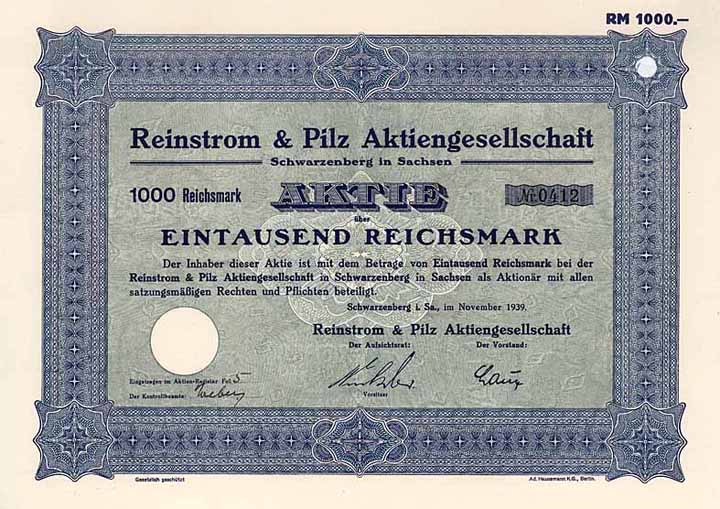 RM 1000.—
Reinstrom & Pilz Aktiengesellschaft
Schwarzenberg in Sachsen
1000 Reichsmark AKTIE Nr. 0412
über
EINTAUSEND REICHSMARK
Der Inhaber dieser Aktie ist mit dem Betrage von Eintausend Reichsmark bei der
Reinstrom & Pilz Aktiengesellschaft in Schwarzenberg in Sachsen als Aktionär mit allen
satzungsmäßigen Rechten und Pflichten beteiligt.
Schwarzenberg i. Sa., im November 1939.
Reinstrom & Pilz Aktiengesellschaft
Der Aufsichtsrat: Der Vorstand:
Eingetragen im Aktien-Register Fol. 5
Der Kontrollbeamte:
Vorsitzer
Gesetzlich geschützt
Ad. Haussmann K.G., Berlin.